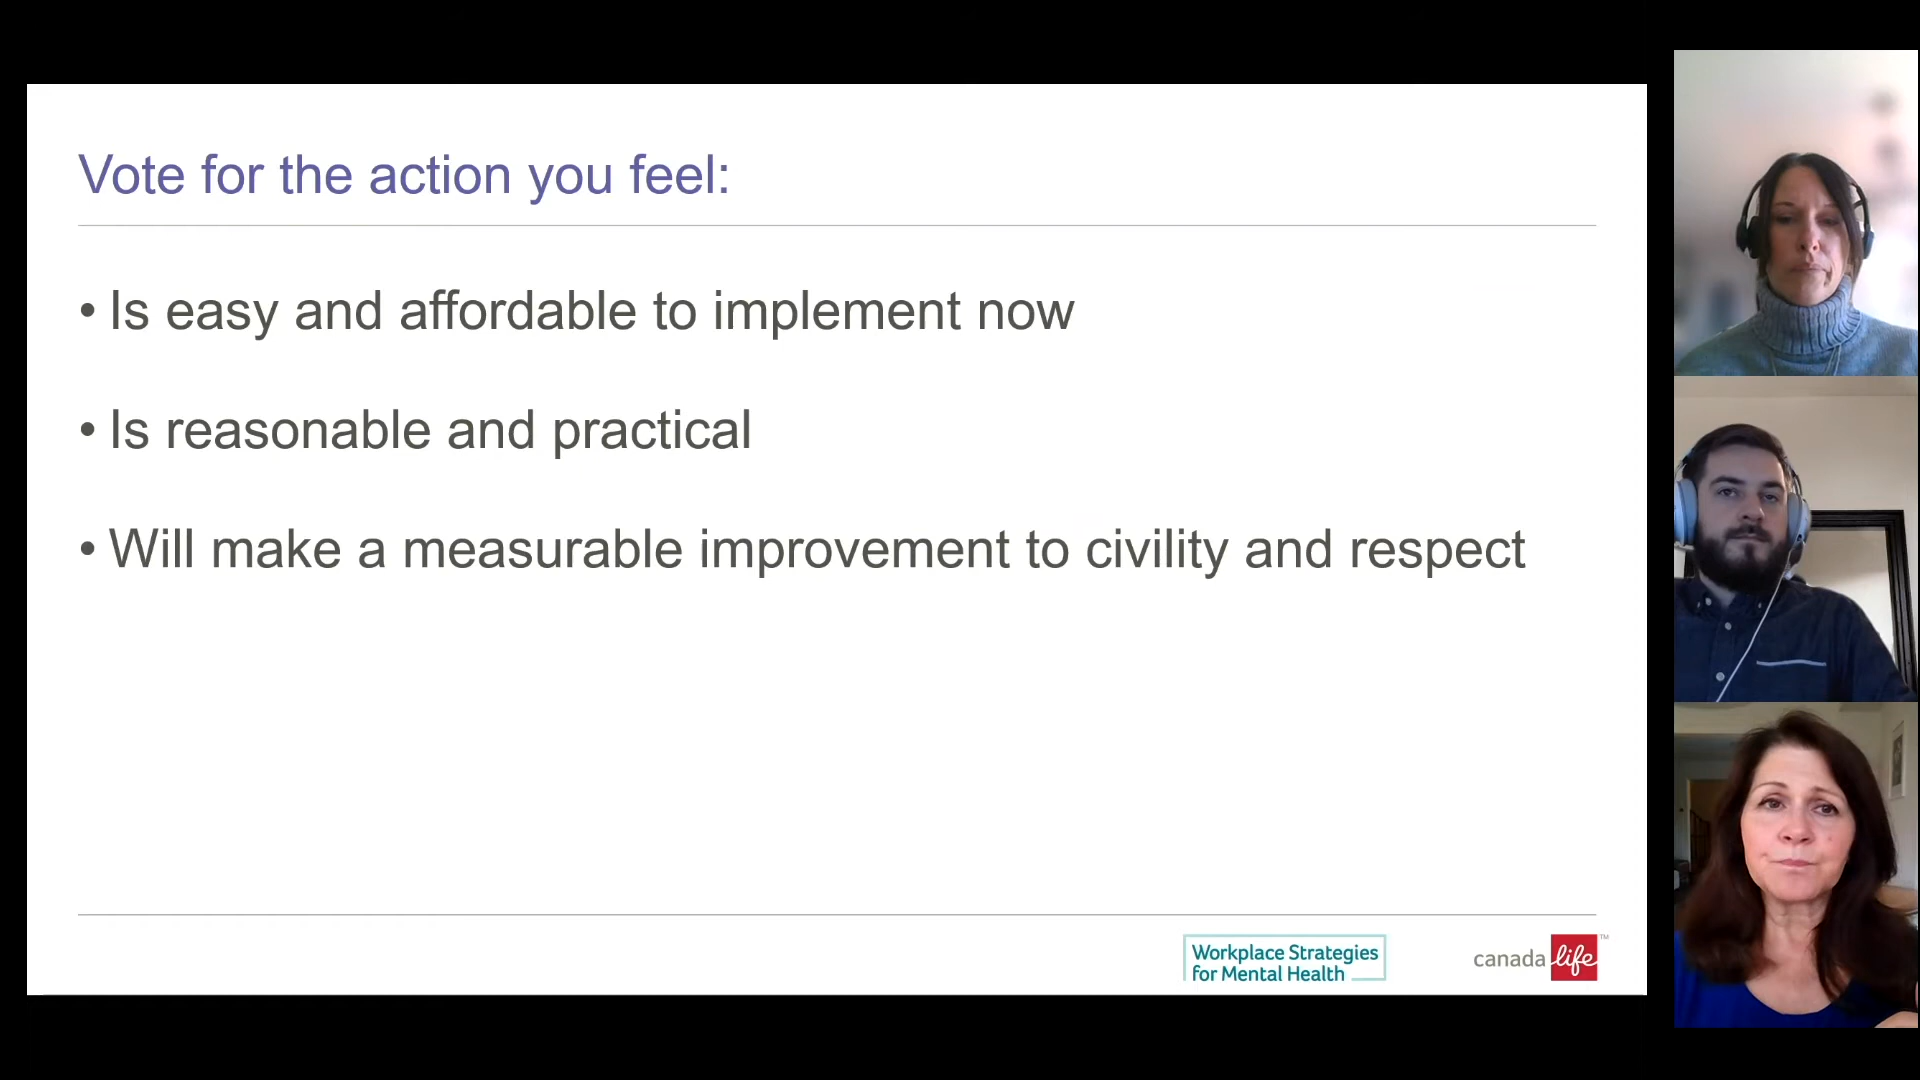 Vote for the action you feel:
• Is easy and affordable to implement now
• Is reasonable and practical
• Will make a measurable improvement to civility and respect
Workplace Strategies
for Mental Health
canada life™